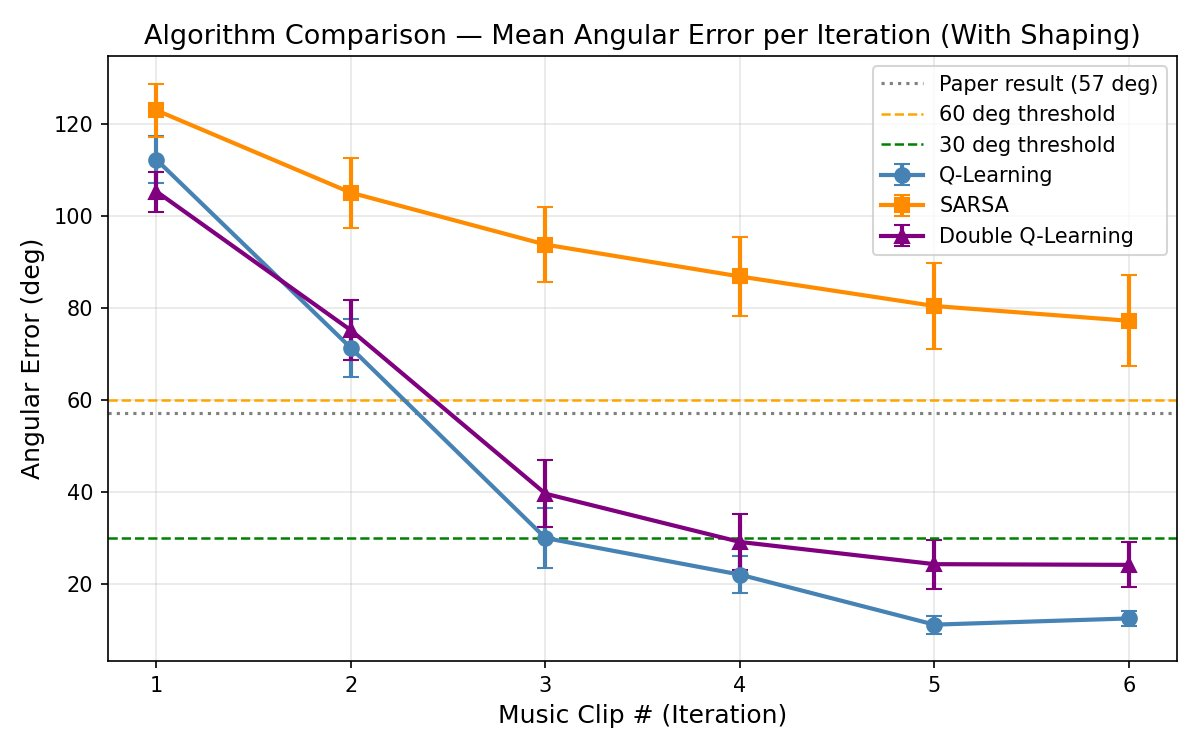 Algorithm Comparison — Mean Angular Error per Iteration (With Shaping)
Angular Error (deg)
120
100
80
60
40
20
Paper result (57 deg)
60 deg threshold
30 deg threshold
Q-Learning
SARSA
Double Q-Learning
1 2 3 4 5 6
Music Clip # (Iteration)